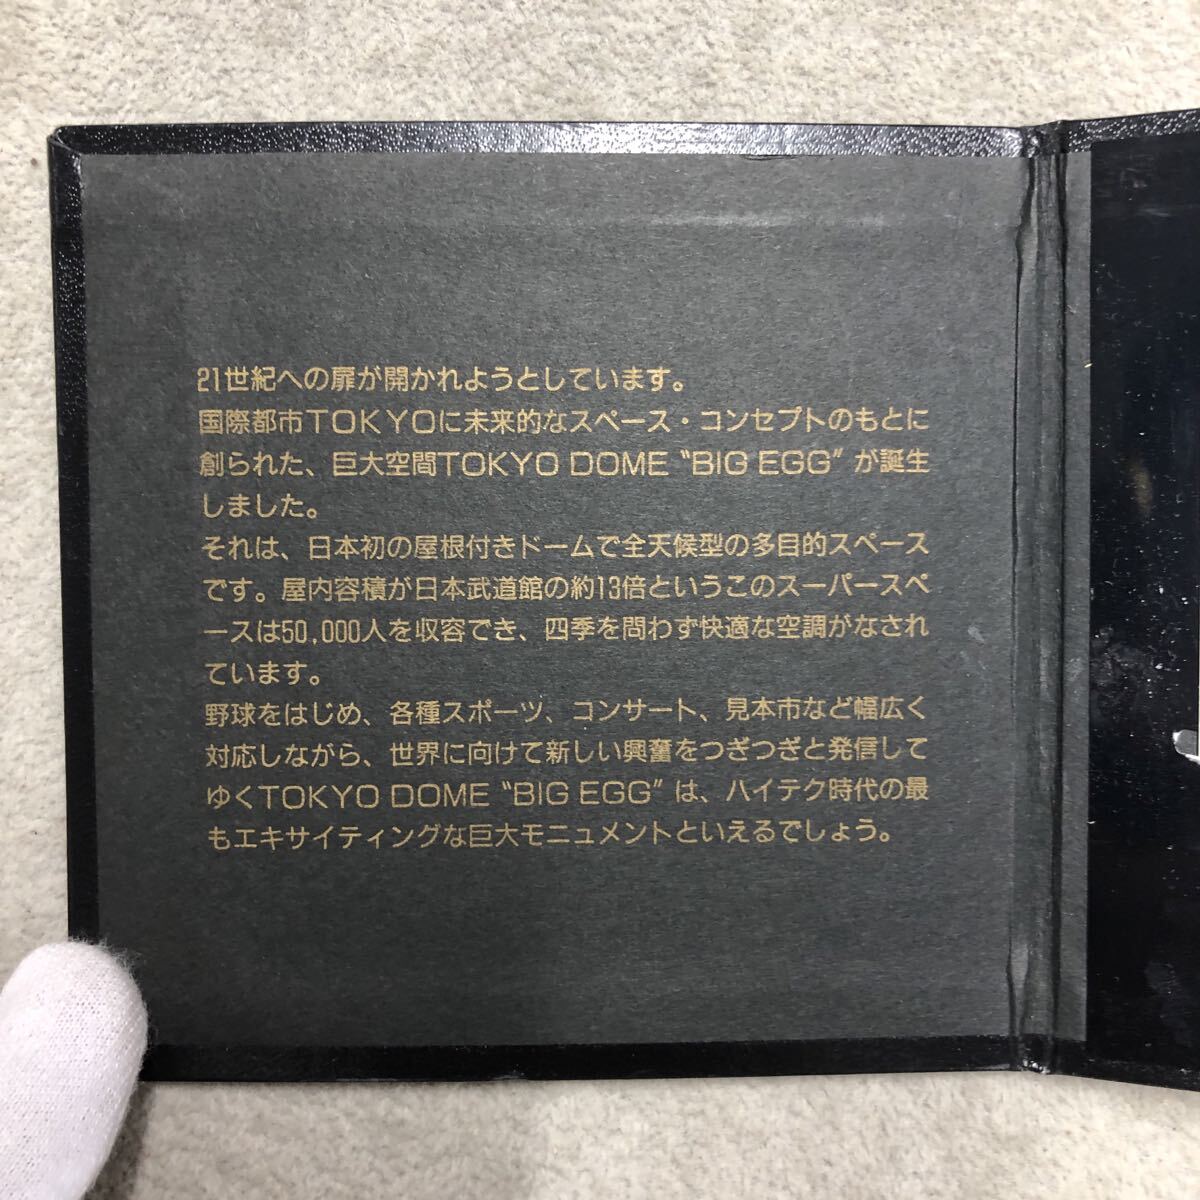 21世紀への扉が開かれようとしています。
国際都市TOKYOに未来的なスペース・コンセプトのもとに
創られた、巨大空間TOKYO DOME “BIG EGG” が誕生
しました。
それは、日本初の屋根付きドームで全天候型の多目的スペース
です。屋内容積が日本武道館の約13倍というこのスーパースペ
ースは50,000人を収容でき、四季を問わず快適な空調がなされ
ています。
野球をはじめ、各種スポーツ、コンサート、見本市など幅広く
対応しながら、世界に向けて新しい興奮をつぎつぎと発信して
ゆくTOKYO DOME “BIG EGG” は、ハイテク時代の最
もエキサイティングな巨大モニュメントといえるでしょう。